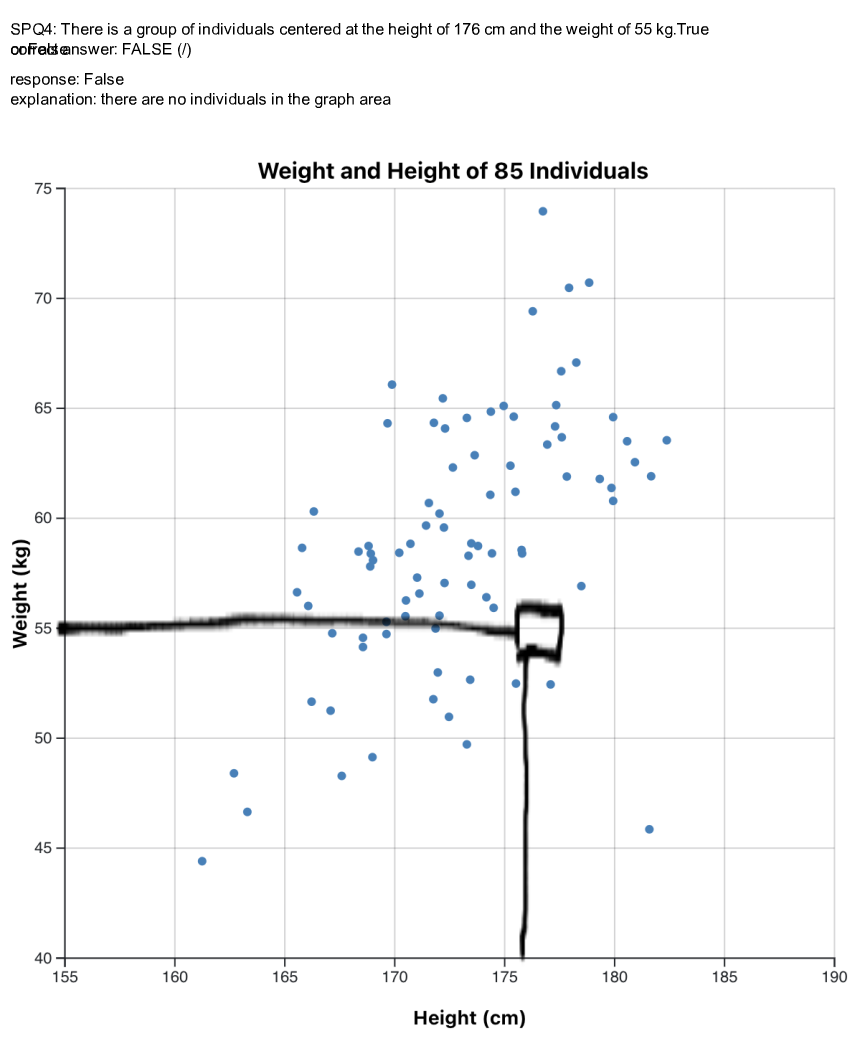 SPQ4: There is a group of individuals centered at the height of 176 cm and the weight of 55 kg.True
or False
correct answer: FALSE (/)
response: False
explanation: there are no individuals in the graph area
Weight and Height of 85 Individuals
75
70
65
60
55
50
45
40
Weight (kg)
155 160 165 170 175 180 185 190
Height (cm)